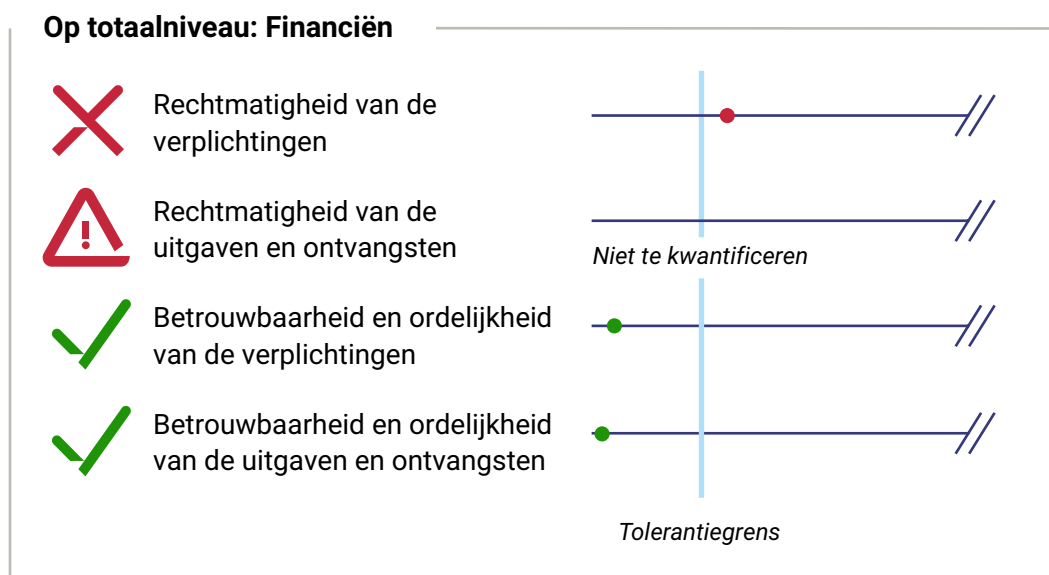 Op totaalniveau: Financiën
Rechtmatigheid van de
verplichtingen
Rechtmatigheid van de
uitgaven en ontvangsten
Niet te kwantificeren
Betrouwbaarheid en ordelijkheid
van de verplichtingen
Betrouwbaarheid en ordelijkheid
van de uitgaven en ontvangsten
Tolerantiegrens